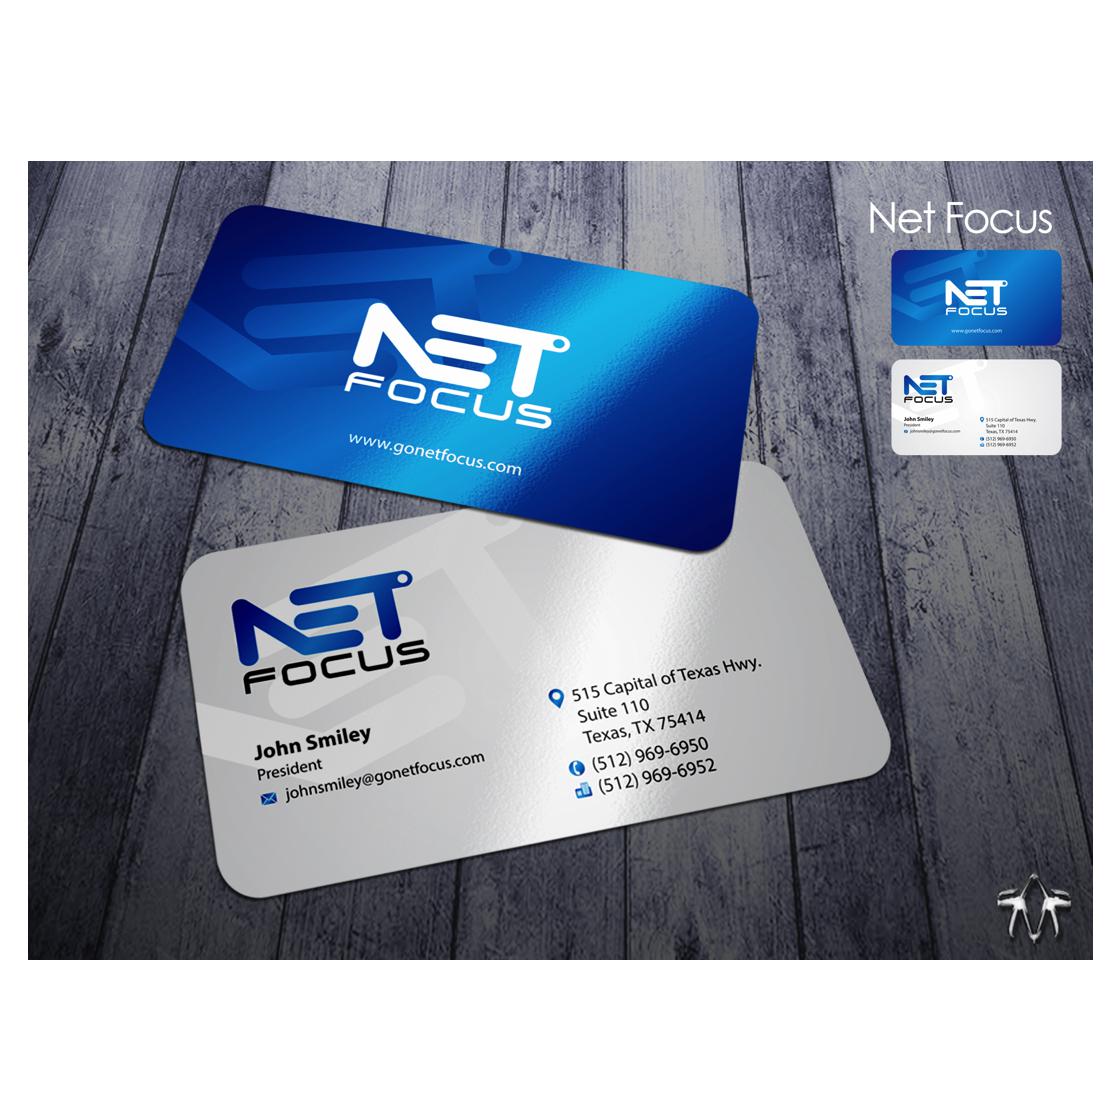 Net Focus
NET
FOCUS
www.gonetfocus.com
NET
FOCUS
www.gonetfocus.com
NET
FOCUS
John Smiley
President
johnsmiley@gonetfocus.com
515 Capital of Texas Hwy.
Suite 110
Texas, TX 75414
(512) 969-6950
(512) 969-6952
NET
FOCUS
John Smiley
President
johnsmiley@gonetfocus.com
515 Capital of Texas Hwy.
Suite 110
Texas, TX 75414
(512) 969-6950
(512) 969-6952